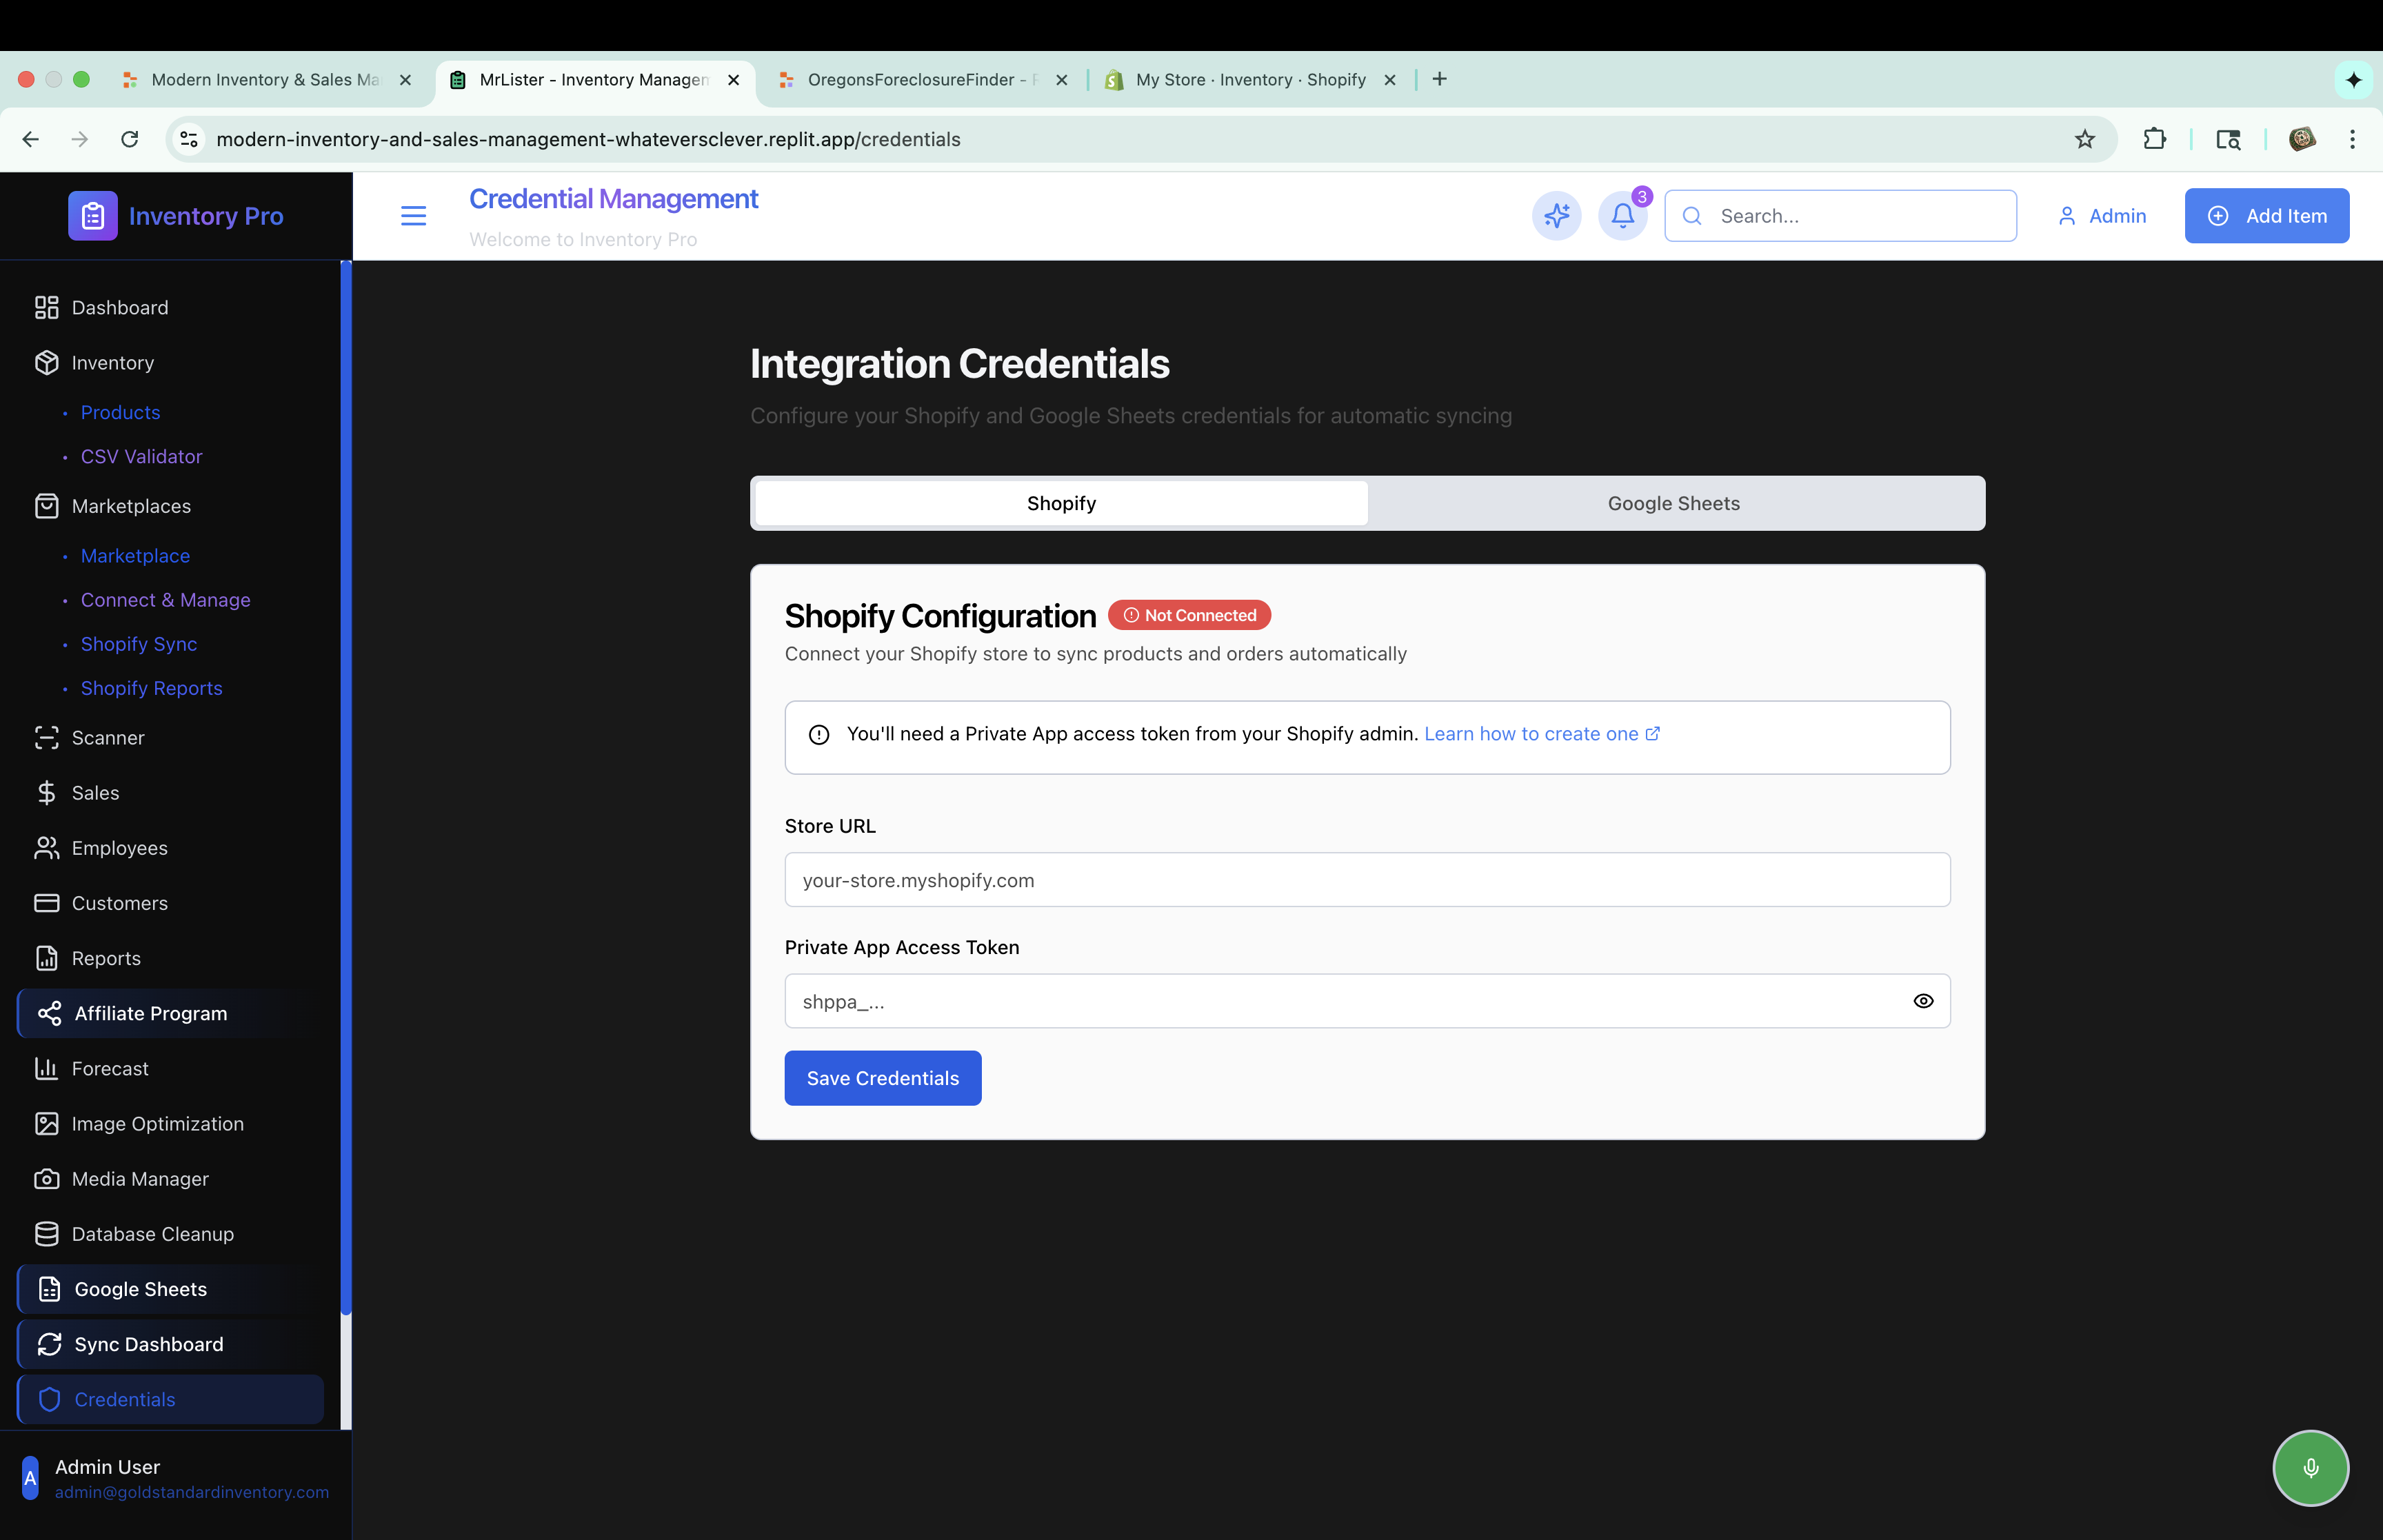 Modern Inventory & Sales Ma
MrLister - Inventory Managem
OregonsForeclosureFinder - R
My Store · Inventory · Shopify
modern-inventory-and-sales-management-whateversclever.replit.app/credentials
Inventory Pro
Credential Management
Welcome to Inventory Pro
3
Search...
Admin
Add Item
Dashboard
Inventory
• Products
• CSV Validator
Marketplaces
• Marketplace
• Connect & Manage
• Shopify Sync
• Shopify Reports
Scanner
Sales
Employees
Customers
Reports
Affiliate Program
Forecast
Image Optimization
Media Manager
Database Cleanup
Google Sheets
Sync Dashboard
Credentials
A
Admin User
admin@goldstandardinventory.com
Integration Credentials
Configure your Shopify and Google Sheets credentials for automatic syncing
Shopify
Google Sheets
Shopify Configuration
Not Connected
Connect your Shopify store to sync products and orders automatically
You'll need a Private App access token from your Shopify admin. Learn how to create one
Store URL
your-store.myshopify.com
Private App Access Token
shppa_...
Save Credentials